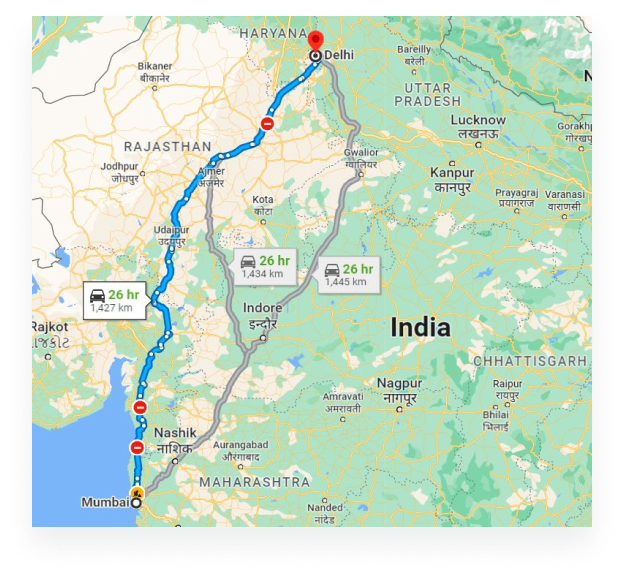 HARYANA
Delhi
Bareilly
बरेली
Bikaner
बीकानेर
N
UTTAR
PRADESH
Lucknow
लखनऊ
Gorakhp
गोरखपु
RAJASTHAN
Gwalior
ग्वालियर
Jodhpur
जोधपुर
Ajmer
अजमेर
Kanpur
कानपुर
Prayagraj
प्रयागराज
Varanasi
वाराणसी
Kota
कोटा
Udaipur
उदयपुर
26 hr
1,434 km
26 hr
1,445 km
26 hr
1,427 km
Indore
इन्दौर
Rajkot
રાજકોટ
India
CHHATTISGARH
Nagpur
नागपूर
Raipur
रायपुर
Amravati
अमरावती
Bhilai
भिलाई
Nashik
नाशिक
Aurangabad
औरंगाबाद
MAHARASHTRA
Mumbai
Nanded
नांदेड